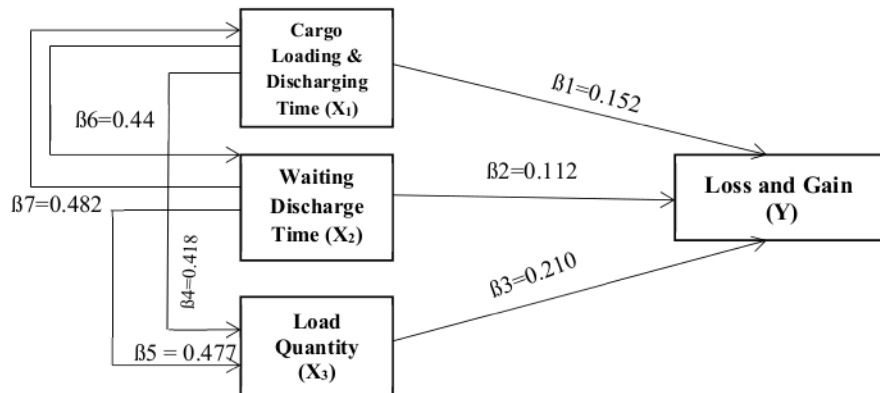 Cargo
Loading &
Discharging
Time (X₁)
ß1=0.152
ß6=0.44
Waiting
Discharge
Time (X₂)
ß2=0.112
Loss and Gain
(Y)
ß7=0.482
ß4=0.418
ß3=0.210
Load
Quantity
(X₃)
ß5 = 0.477